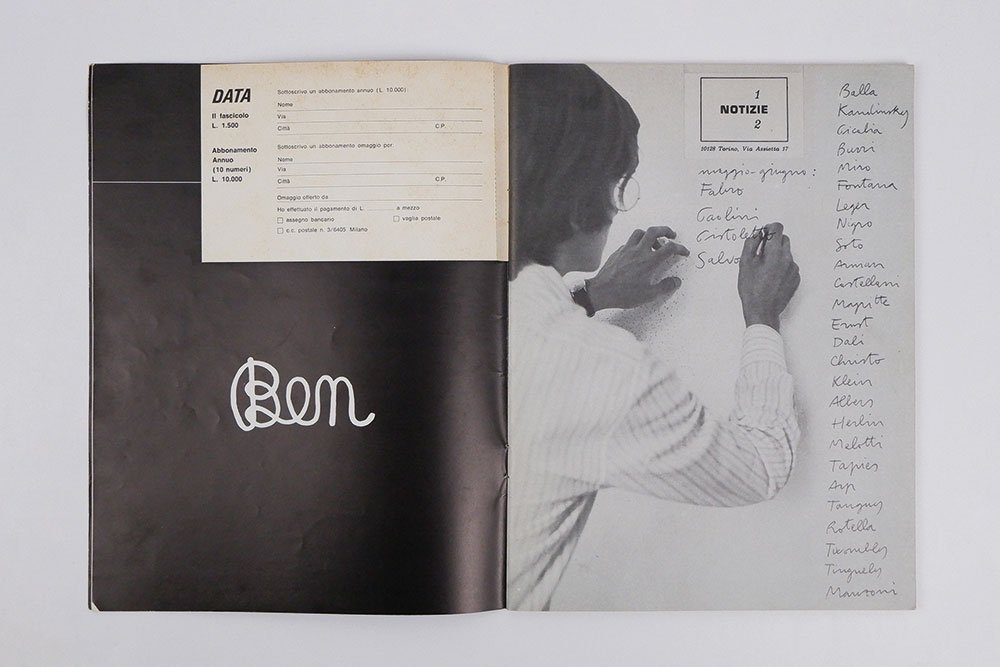 DATA
Il fascicolo
L. 1.500
Abbonamento
Annuo
(10 numeri)
L. 10.000
Sottoscrivo un abbonamento annuo (L. 10.000):
Nome
Via
Città C.P.
Sottoscrivo un abbonamento omaggio per:
Nome
Via
Città C.P.
Omaggio offerto da
Ho effettuato il pagamento di L. a mezzo
assegno bancario vaglia postale
c.c. postale n. 3/6405 Milano
Ben
1
NOTIZIE
2
10128 Torino, Via Assietta 17
maggio-giugno:
Fabro
Paolini
Pistoletto
Salvo
Balla
Kandinsky
Picabia
Burri
Miro
Fontana
Leger
Nigro
Soto
Arman
Castellani
Magritte
Ernst
Dali
Christo
Klein
Albers
Herbin
Melotti
Tapies
Arp
Tanguy
Rotella
Twombly
Tinguely
Manzoni